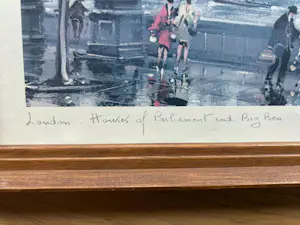 London - Houses of Parliament and Big Ben